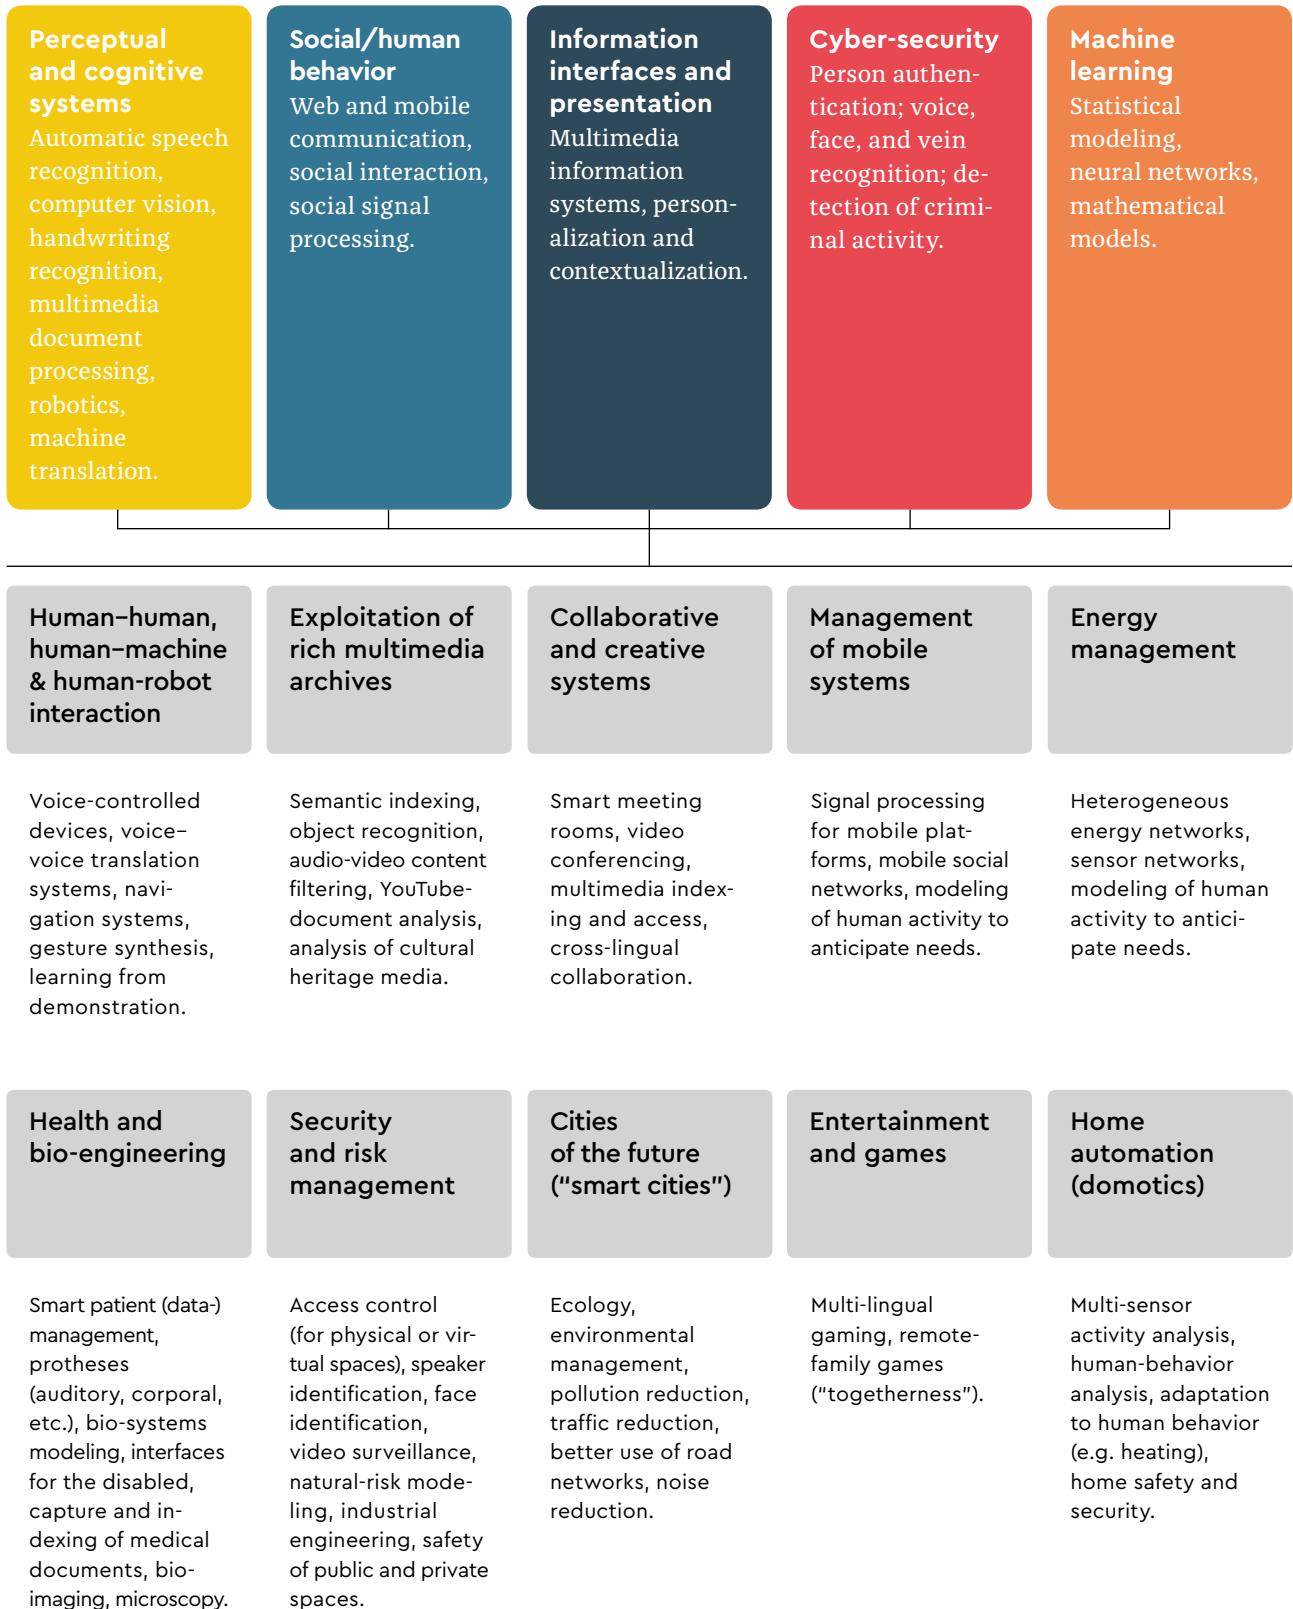 Perceptual
and cognitive
systems
Automatic speech
recognition,
computer vision,
handwriting
recognition,
multimedia
document
processing,
robotics,
machine
translation.
Social/human
behavior
Web and mobile
communication,
social interaction,
social signal
processing.
Information
interfaces and
presentation
Multimedia
information
systems, person-
alization and
contextualization.
Cyber-security
Person authen-
tication; voice,
face, and vein
recognition; de-
tection of crimi-
nal activity.
Machine
learning
Statistical
modeling,
neural networks,
mathematical
models.
Human–human,
human–machine
& human-robot
interaction
Voice-controlled
devices, voice–
voice translation
systems, navi-
gation systems,
gesture synthesis,
learning from
demonstration.
Exploitation of
rich multimedia
archives
Semantic indexing,
object recognition,
audio-video content
filtering, YouTube-
document analysis,
analysis of cultural
heritage media.
Collaborative
and creative
systems
Smart meeting
rooms, video
conferencing,
multimedia index-
ing and access,
cross-lingual
collaboration.
Management
of mobile
systems
Signal processing
for mobile plat-
forms, mobile social
networks, modeling
of human activity to
anticipate needs.
Energy
management
Heterogeneous
energy networks,
sensor networks,
modeling of human
activity to antici-
pate needs.
Health and
bio-engineering
Smart patient (data-)
management,
protheses
(auditory, corporal,
etc.), bio-systems
modeling, interfaces
for the disabled,
capture and in-
dexing of medical
documents, bio-
imaging, microscopy.
Security
and risk
management
Access control
(for physical or vir-
tual spaces), speaker
identification, face
identification,
video surveillance,
natural-risk mode-
ling, industrial
engineering, safety
of public and private
spaces.
Cities
of the future
(“smart cities”)
Ecology,
environmental
management,
pollution reduction,
traffic reduction,
better use of road
networks, noise
reduction.
Entertainment
and games
Multi-lingual
gaming, remote-
family games
(“togetherness”).
Home
automation
(domotics)
Multi-sensor
activity analysis,
human-behavior
analysis, adaptation
to human behavior
(e.g. heating),
home safety and
security.